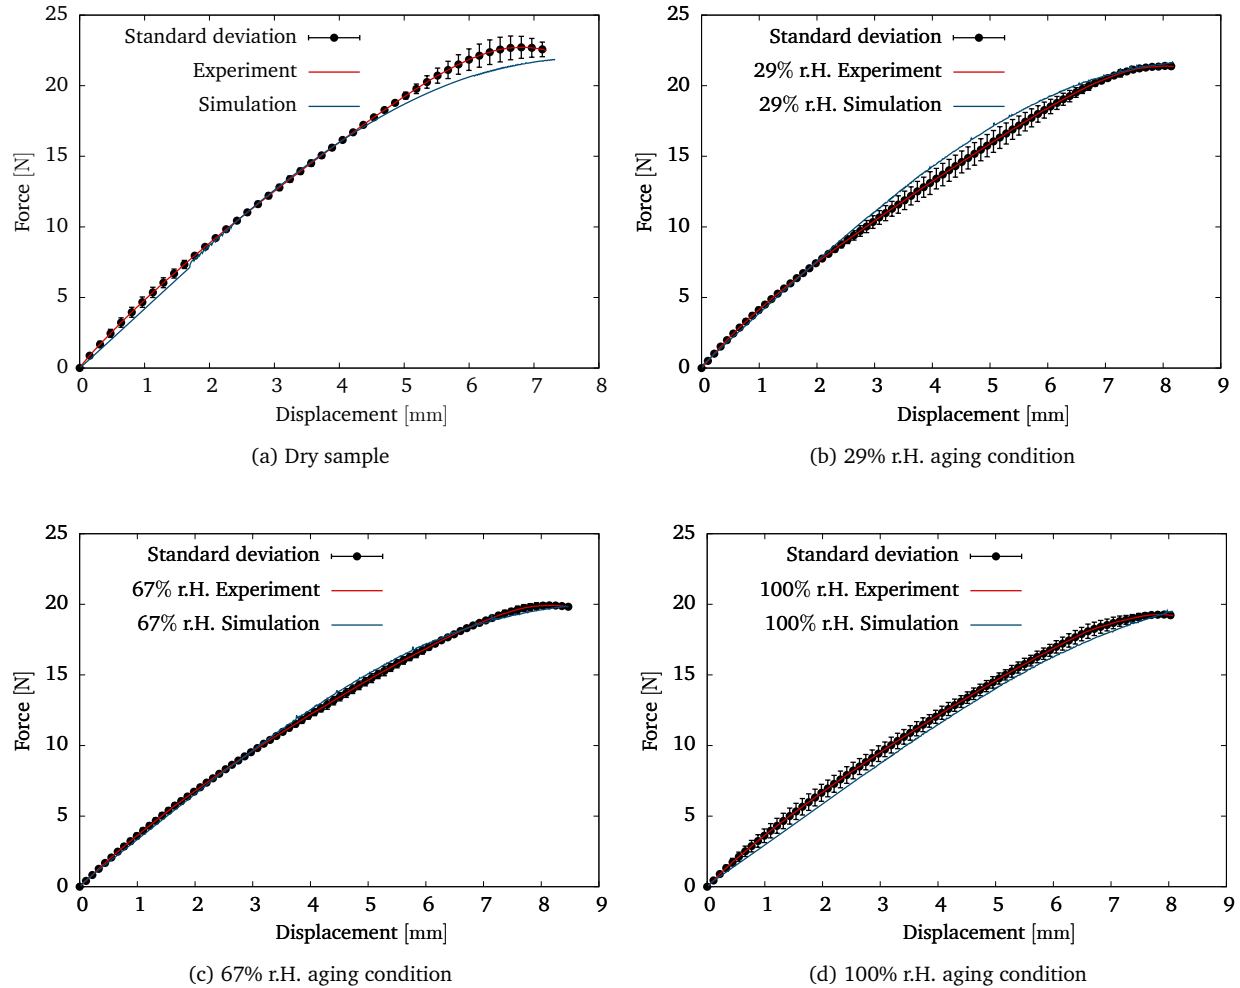 25
20
15
10
5
0
Force [N]
Standard deviation
Experiment
Simulation
0 1 2 3 4 5 6 7 8
Displacement [mm]
(a) Dry sample
25
20
15
10
5
0
Force [N]
Standard deviation
29% r.H. Experiment
29% r.H. Simulation
0 1 2 3 4 5 6 7 8 9
Displacement [mm]
(b) 29% r.H. aging condition
25
20
15
10
5
0
Force [N]
Standard deviation
67% r.H. Experiment
67% r.H. Simulation
0 1 2 3 4 5 6 7 8 9
Displacement [mm]
(c) 67% r.H. aging condition
25
20
15
10
5
0
Force [N]
Standard deviation
100% r.H. Experiment
100% r.H. Simulation
0 1 2 3 4 5 6 7 8 9
Displacement [mm]
(d) 100% r.H. aging condition